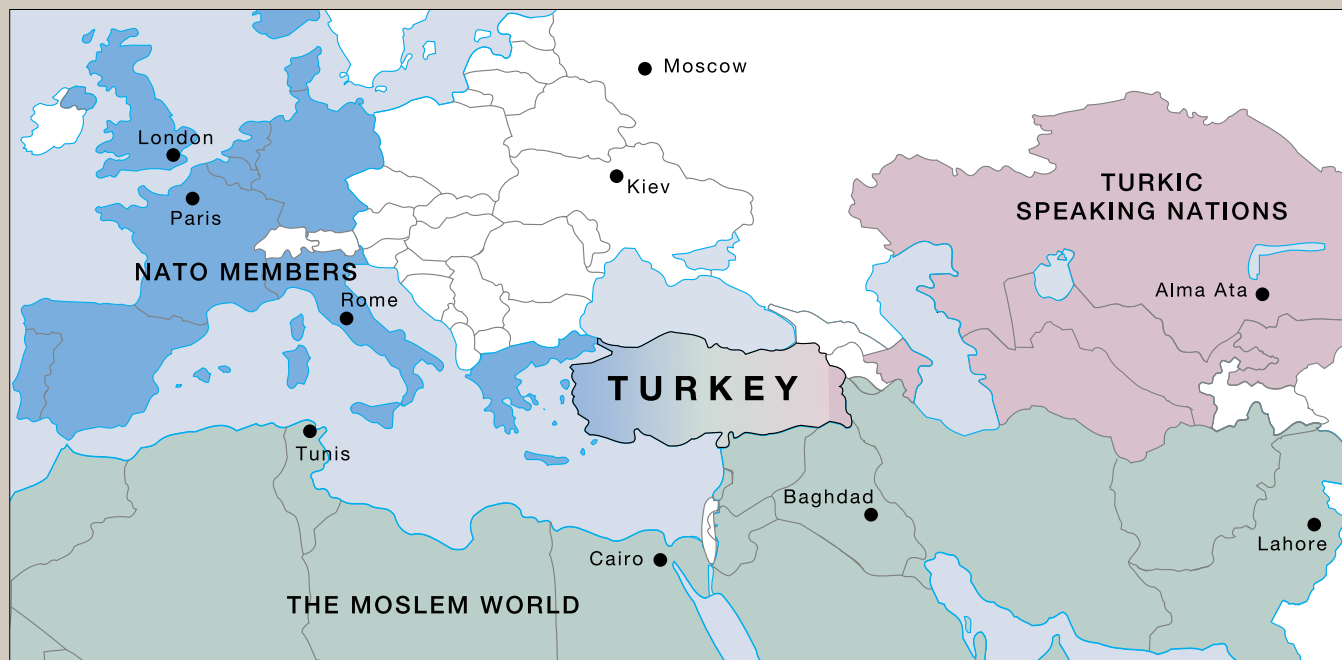 Moscow
London
Kiev
TURKIC
SPEAKING NATIONS
Paris
NATO MEMBERS
Rome
Alma Ata
TURKEY
Tunis
Baghdad
Lahore
Cairo
THE MOSLEM WORLD